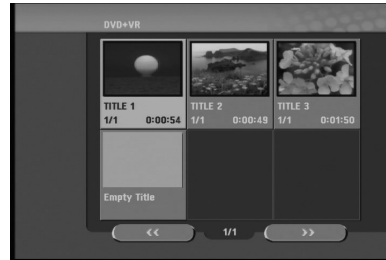 DVD+VR
TITLE 1
1/1 0:00:54
TITLE 2
1/1 0:00:49
TITLE 3
1/1 0:01:50
Empty Title
<< 1/1 >>